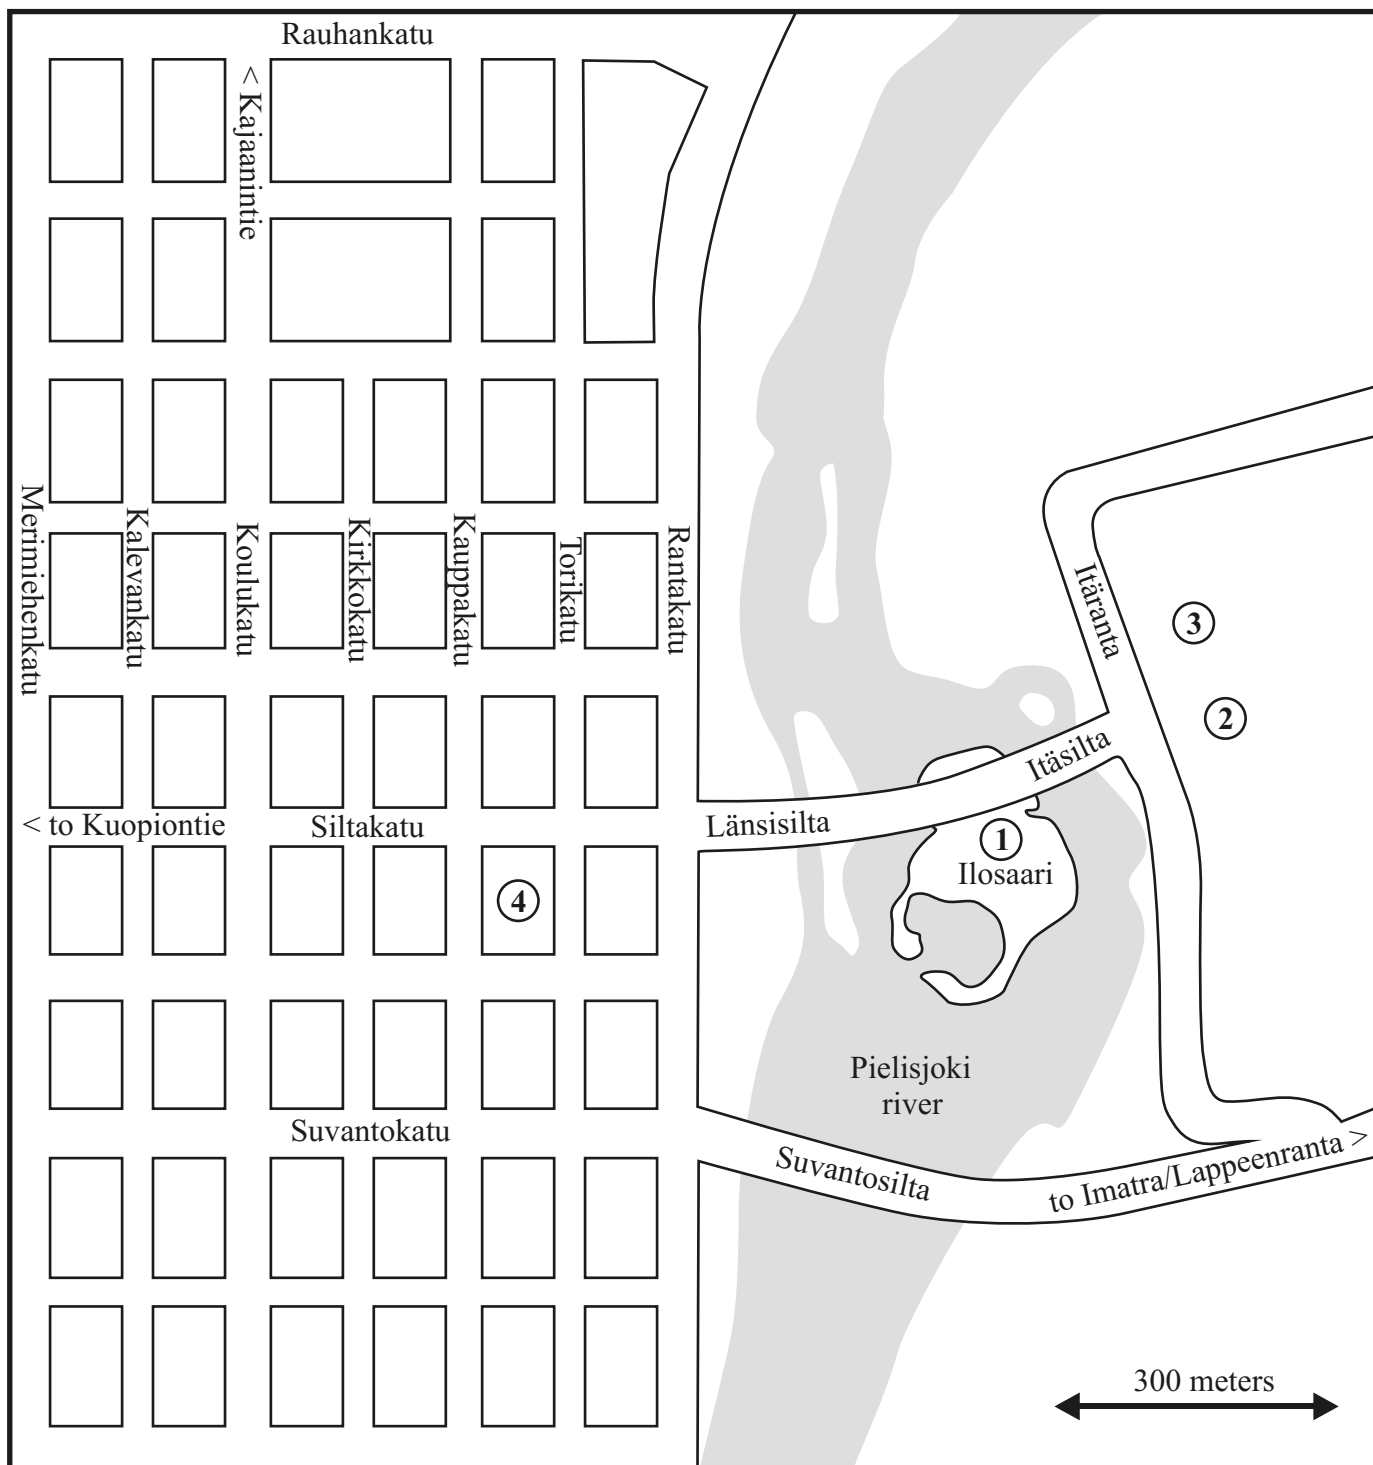 Rauhankatu
< Kajaanintie
Merimiehenkatu
Kalevankatu
Koulukatu
Kirkkokatu
Kauppakatu
Torikatu
Rantakatu
Itäranta
3
2
Itäsilta
< to Kuopiontie
Siltakatu
Länsisilta
1
Ilosaari
4
Pielisjoki
river
Suvantokatu
Suvantosilta
to Imatra/Lappeenranta >
300 meters